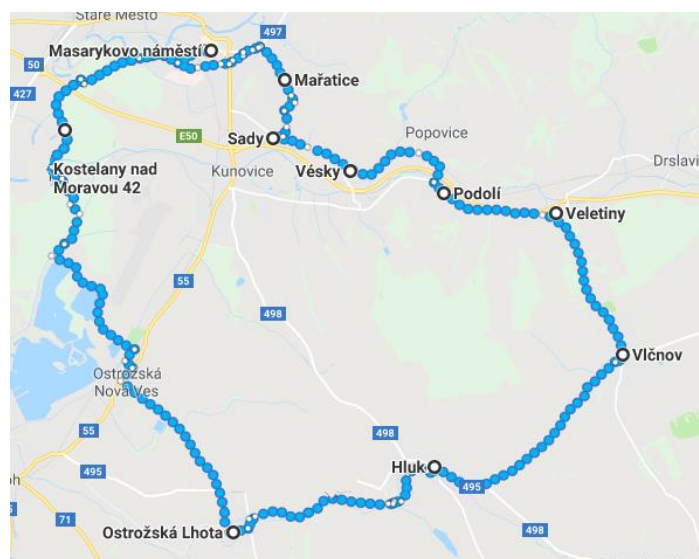 Staré Město
497
Masarykovo náměstí
50
Mařatice
427
E50
Sady
Popovice
Drslavi
Vésky
Kunovice
Kostelany nad
Moravou 42
Podolí
Veletiny
55
498
Vlčnov
Ostrožská
Nová Ves
55
498
Hluk
495
495
71
498
Ostrožská Lhota